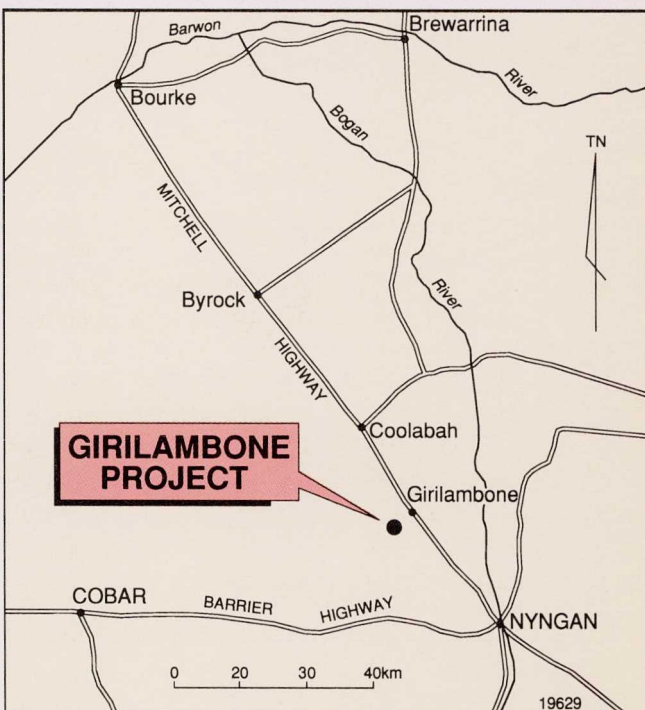 Barwon
Brewarrina
River
Bourke
Bogan
TN
MITCHELL
River
Byrock
HIGHWAY
Coolabah
GIRILAMBONE
PROJECT
Girilambone
COBAR
BARRIER
HIGHWAY
NYNGAN
0 20 30 40km
19629